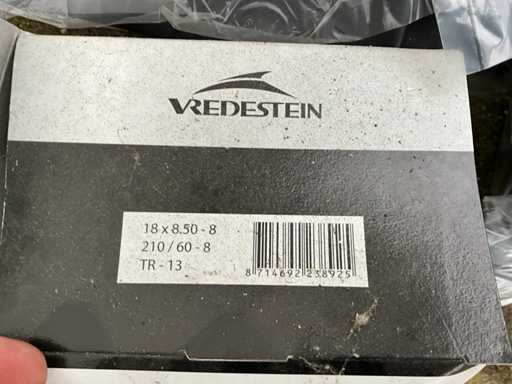 VREDESTEIN
18 x 8.50 - 8
210 / 60 - 8
TR - 13
8 714692 238925